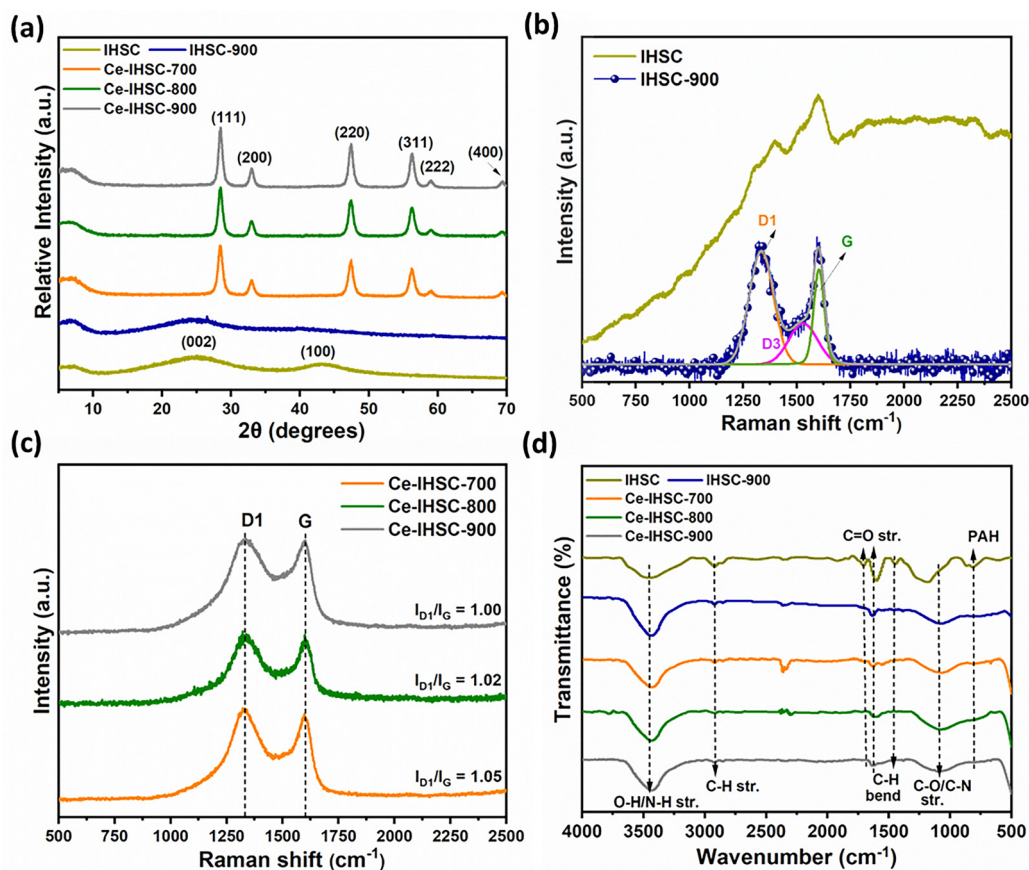 (a)
IHSC IHSC-900
Ce-IHSC-700
Ce-IHSC-800
Ce-IHSC-900
(111)
(200)
(220)
(311)
(222)
(400)
(002)
(100)
Relative Intensity (a.u.)
10 20 30 40 50 60 70
2θ (degrees)
(b)
IHSC
IHSC-900
D1
G
D3
Intensity (a.u.)
500 750 1000 1250 1500 1750 2000 2250 2500
Raman shift (cm⁻¹)
(c)
Ce-IHSC-700
Ce-IHSC-800
Ce-IHSC-900
D1 G
I_D1/I_G = 1.00
I_D1/I_G = 1.02
I_D1/I_G = 1.05
Intensity (a.u.)
500 750 1000 1250 1500 1750 2000 2250 2500
Raman shift (cm⁻¹)
(d)
IHSC IHSC-900
Ce-IHSC-700
Ce-IHSC-800
Ce-IHSC-900
C=O str.
PAH
Transmittance (%)
O-H/N-H str.
C-H str.
C-H
bend
C-O/C-N
str.
4000 3500 3000 2500 2000 1500 1000 500
Wavenumber (cm⁻¹)